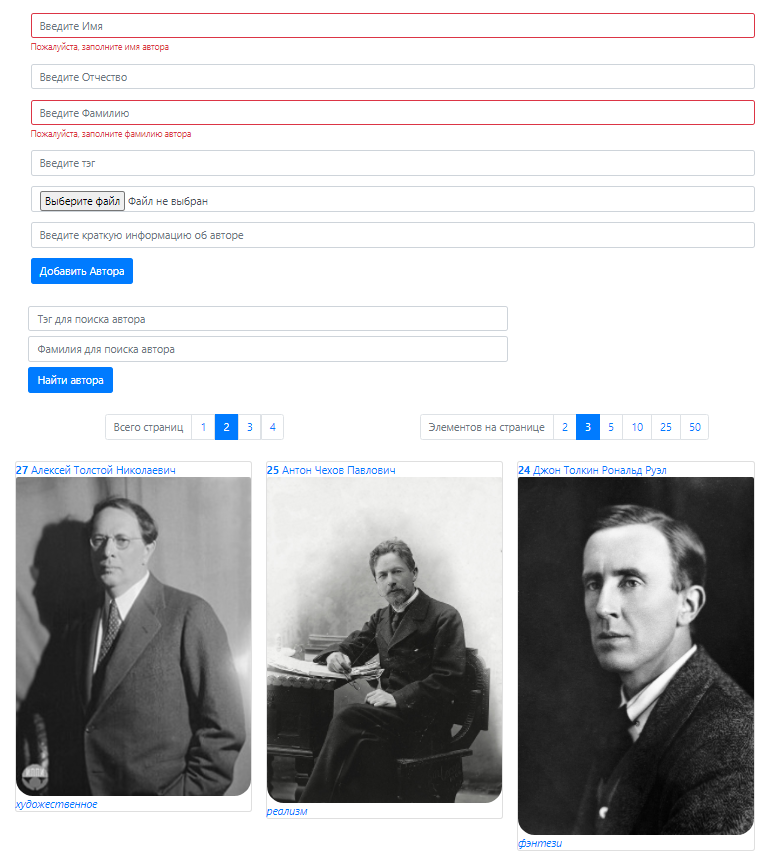 Введите Имя
Пожалуйста, заполните имя автора
Введите Отчество
Введите Фамилию
Пожалуйста, заполните фамилию автора
Введите тэг
Выберите файл Файл не выбран
Введите краткую информацию об авторе
Добавить Автора
Тэг для поиска автора
Фамилия для поиска автора
Найти автора
Всего страниц 1 2 3 4
Элементов на странице 2 3 5 10 25 50
27 Алексей Толстой Николаевич
художественное
25 Антон Чехов Павлович
реализм
24 Джон Толкин Рональд Руэл
фэнтези